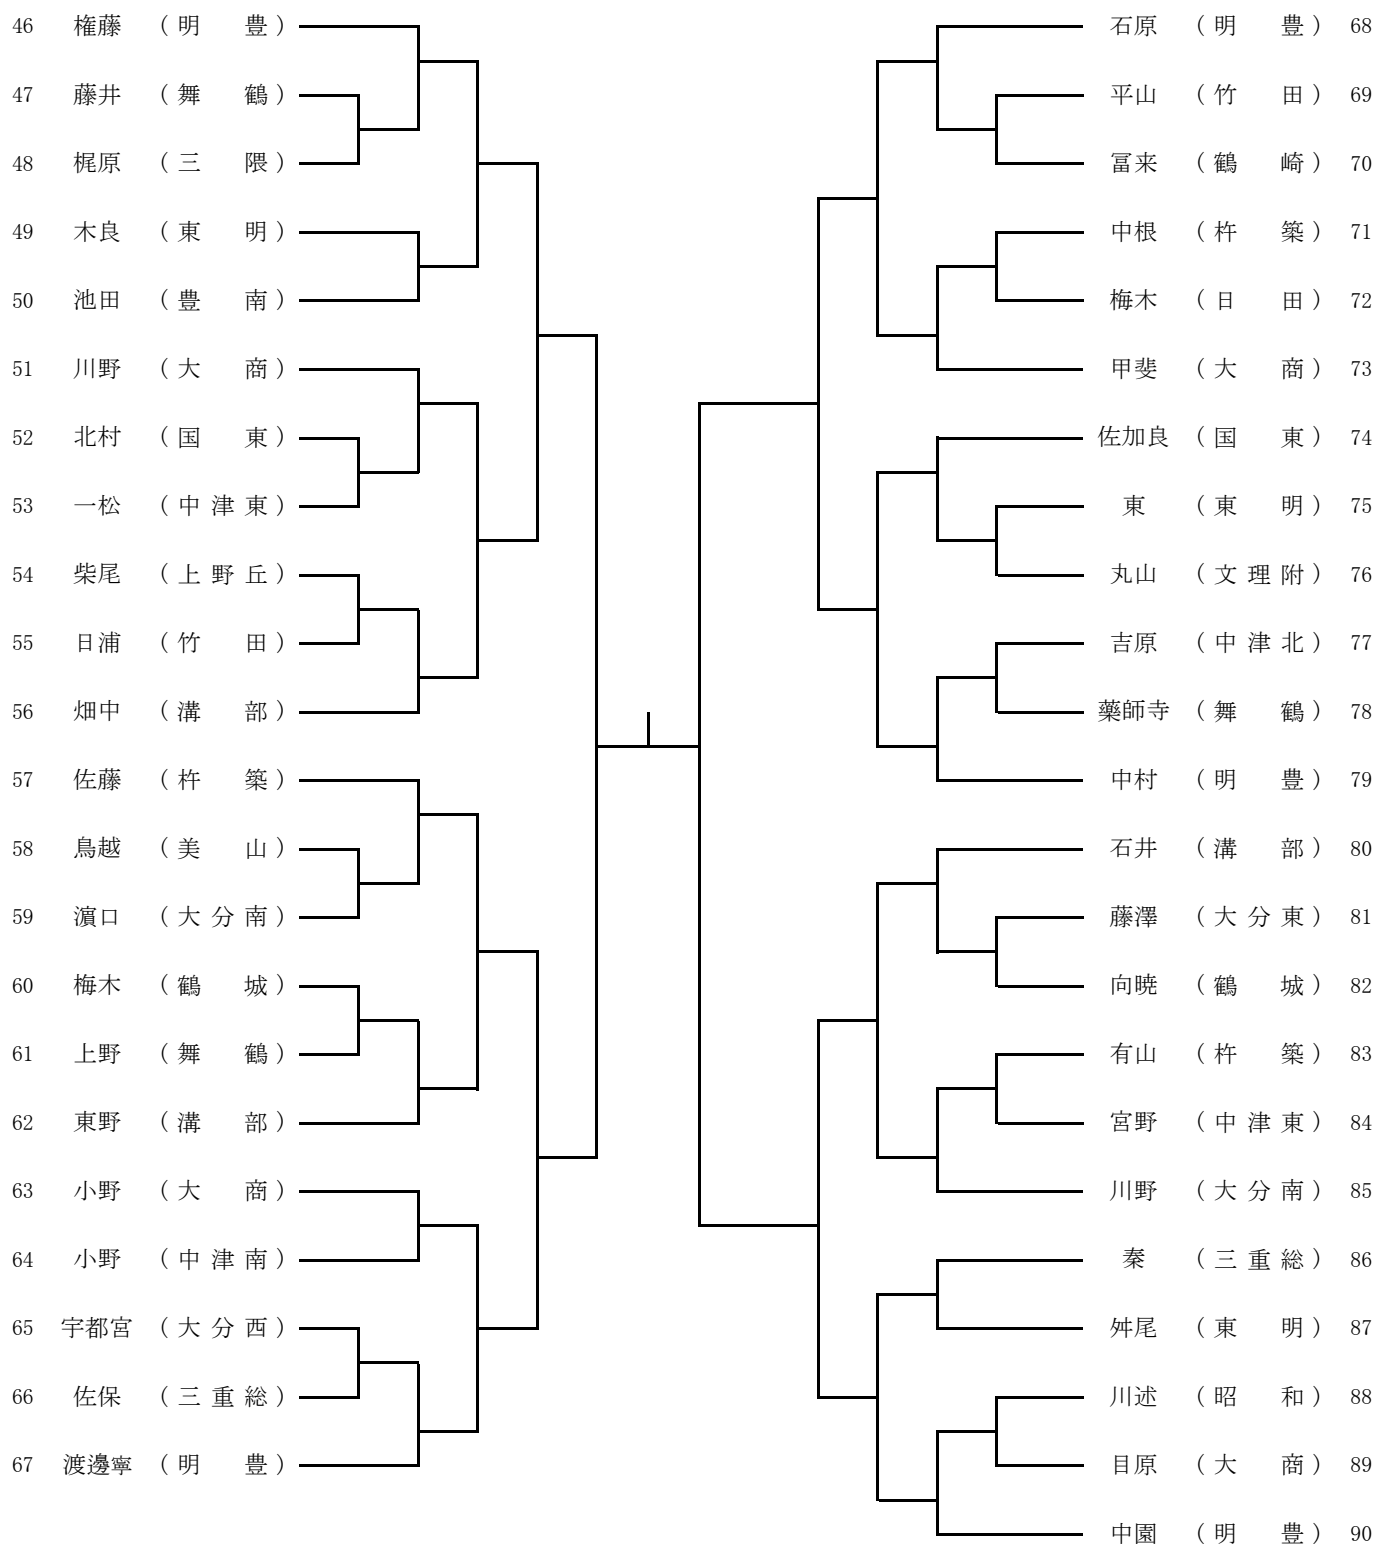 46 権藤 （明 豊）
47 藤井 （舞 鶴）
48 梶原 （三 隈）
49 木良 （東 明）
50 池田 （豊 南）
51 川野 （大 商）
52 北村 （国 東）
53 一松 （中津東）
54 柴尾 （上野丘）
55 日浦 （竹 田）
56 畑中 （溝 部）
57 佐藤 （杵 築）
58 鳥越 （美 山）
59 濵口 （大分南）
60 梅木 （鶴 城）
61 上野 （舞 鶴）
62 東野 （溝 部）
63 小野 （大 商）
64 小野 （中津南）
65 宇都宮 （大分西）
66 佐保 （三重総）
67 渡邊寧 （明 豊）
石原 （明 豊） 68
平山 （竹 田） 69
冨来 （鶴 崎） 70
中根 （杵 築） 71
梅木 （日 田） 72
甲斐 （大 商） 73
佐加良 （国 東） 74
東 （東 明） 75
丸山 （文理附） 76
吉原 （中津北） 77
藥師寺 （舞 鶴） 78
中村 （明 豊） 79
石井 （溝 部） 80
藤澤 （大分東） 81
向暁 （鶴 城） 82
有山 （杵 築） 83
宮野 （中津東） 84
川野 （大分南） 85
秦 （三重総） 86
舛尾 （東 明） 87
川述 （昭 和） 88
目原 （大 商） 89
中園 （明 豊） 90